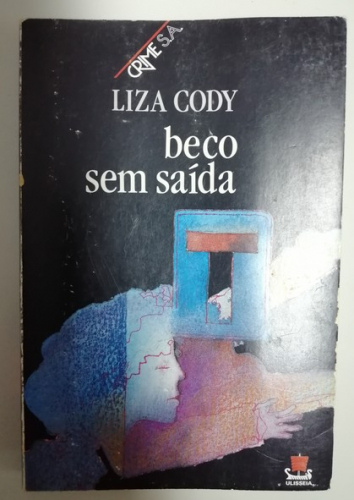 CRIME S.A.
LIZA CODY
beco
sem saída
T
ULISSEIA